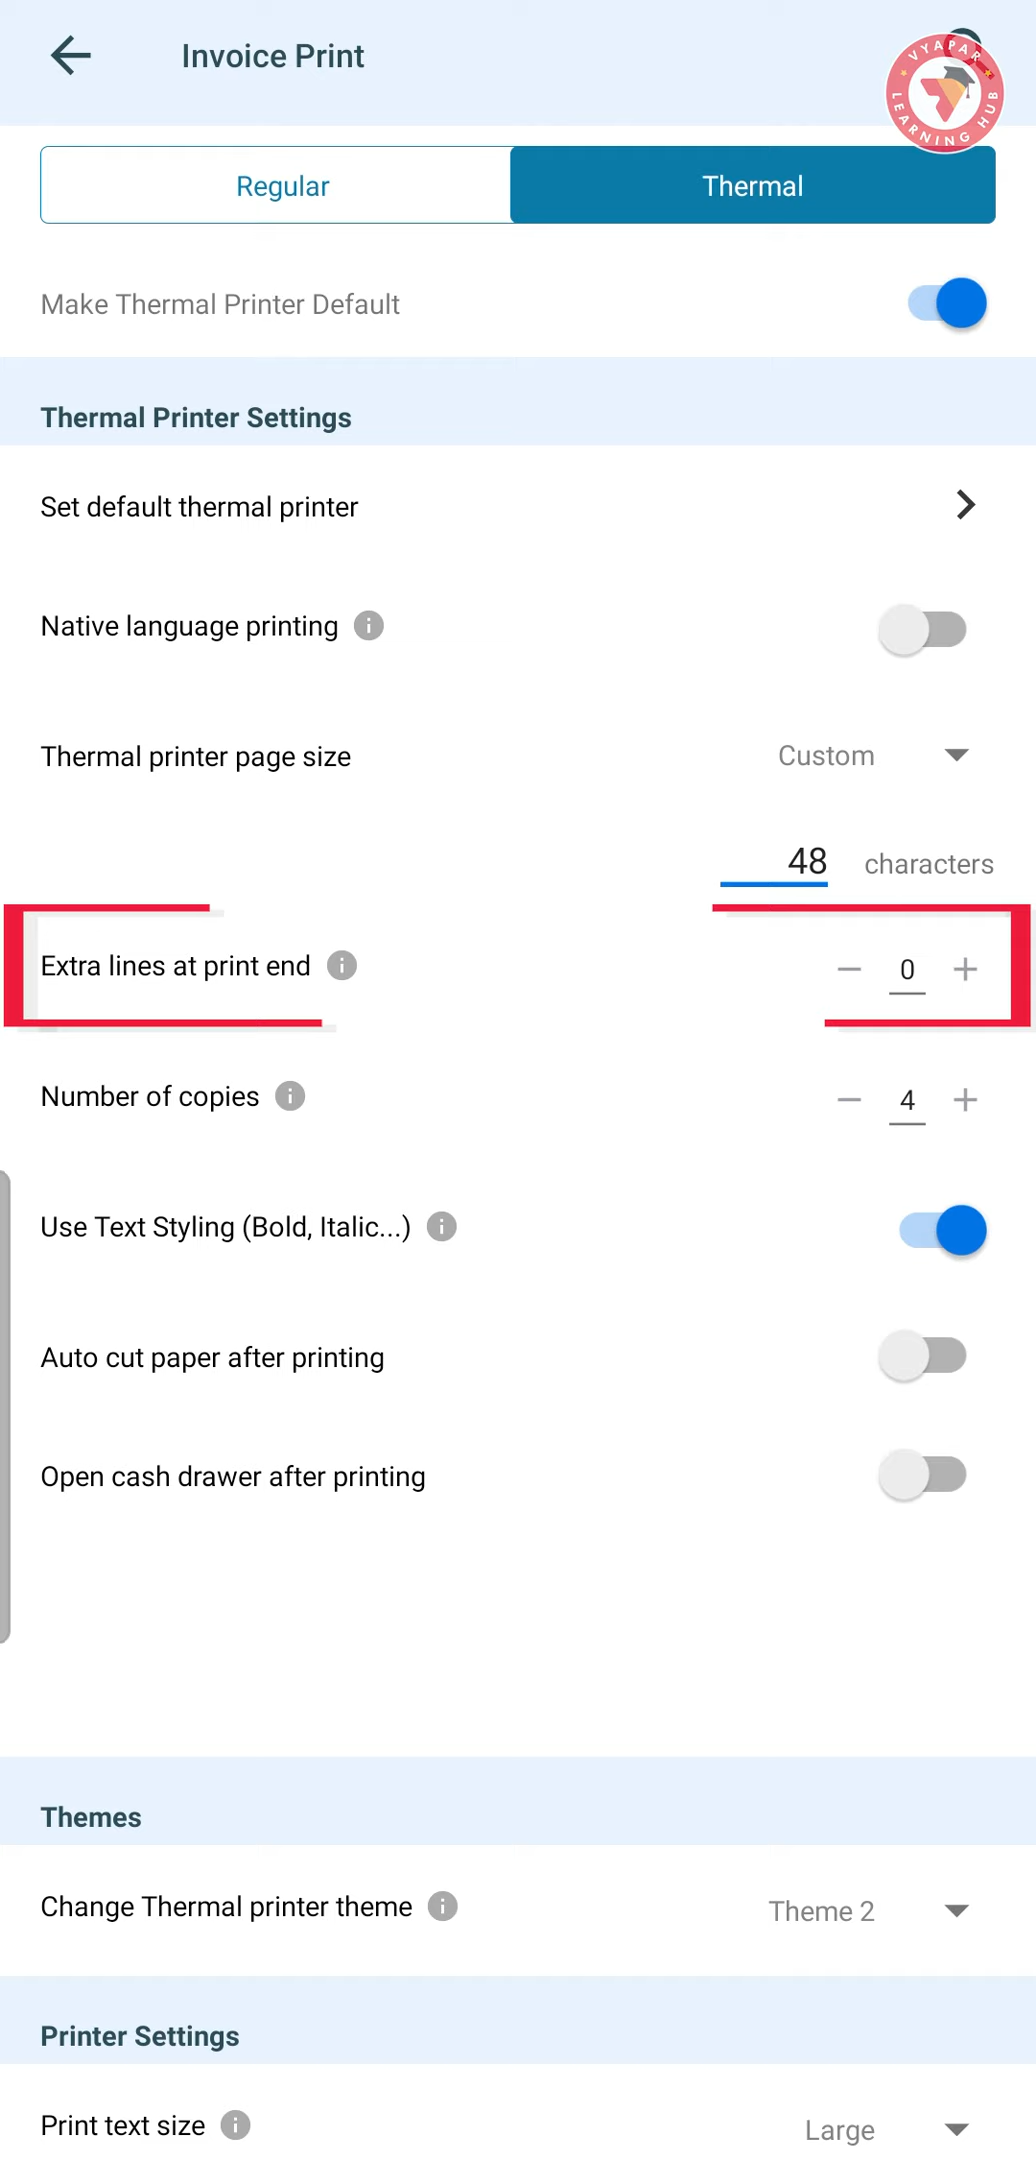 Invoice Print
VYAPAR
LEARNING HUB
Regular
Thermal
Make Thermal Printer Default
Thermal Printer Settings
Set default thermal printer
Native language printing
Thermal printer page size
Custom
48 characters
Extra lines at print end
0
Number of copies
4
Use Text Styling (Bold, Italic...)
Auto cut paper after printing
Open cash drawer after printing
Themes
Change Thermal printer theme
Theme 2
Printer Settings
Print text size
Large